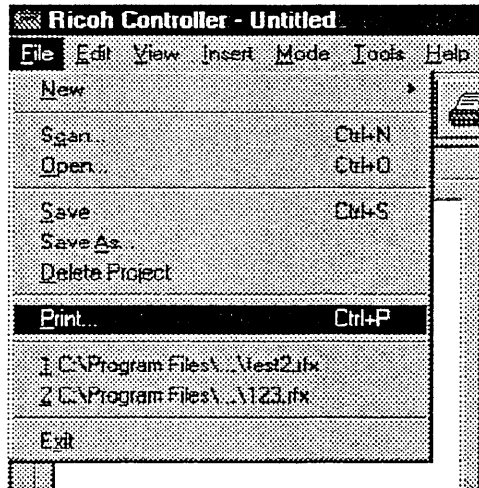 Ricoh Controller - Untitled
File Edit View Insert Mode Tools Help
New
Scan... Ctrl+N
Open... Ctrl+O
Save Ctrl+S
Save As...
Delete Project
Print... Ctrl+P
1 C:\Program Files\...\test2.rfx
2 C:\Program Files\...\123.rfx
Exit